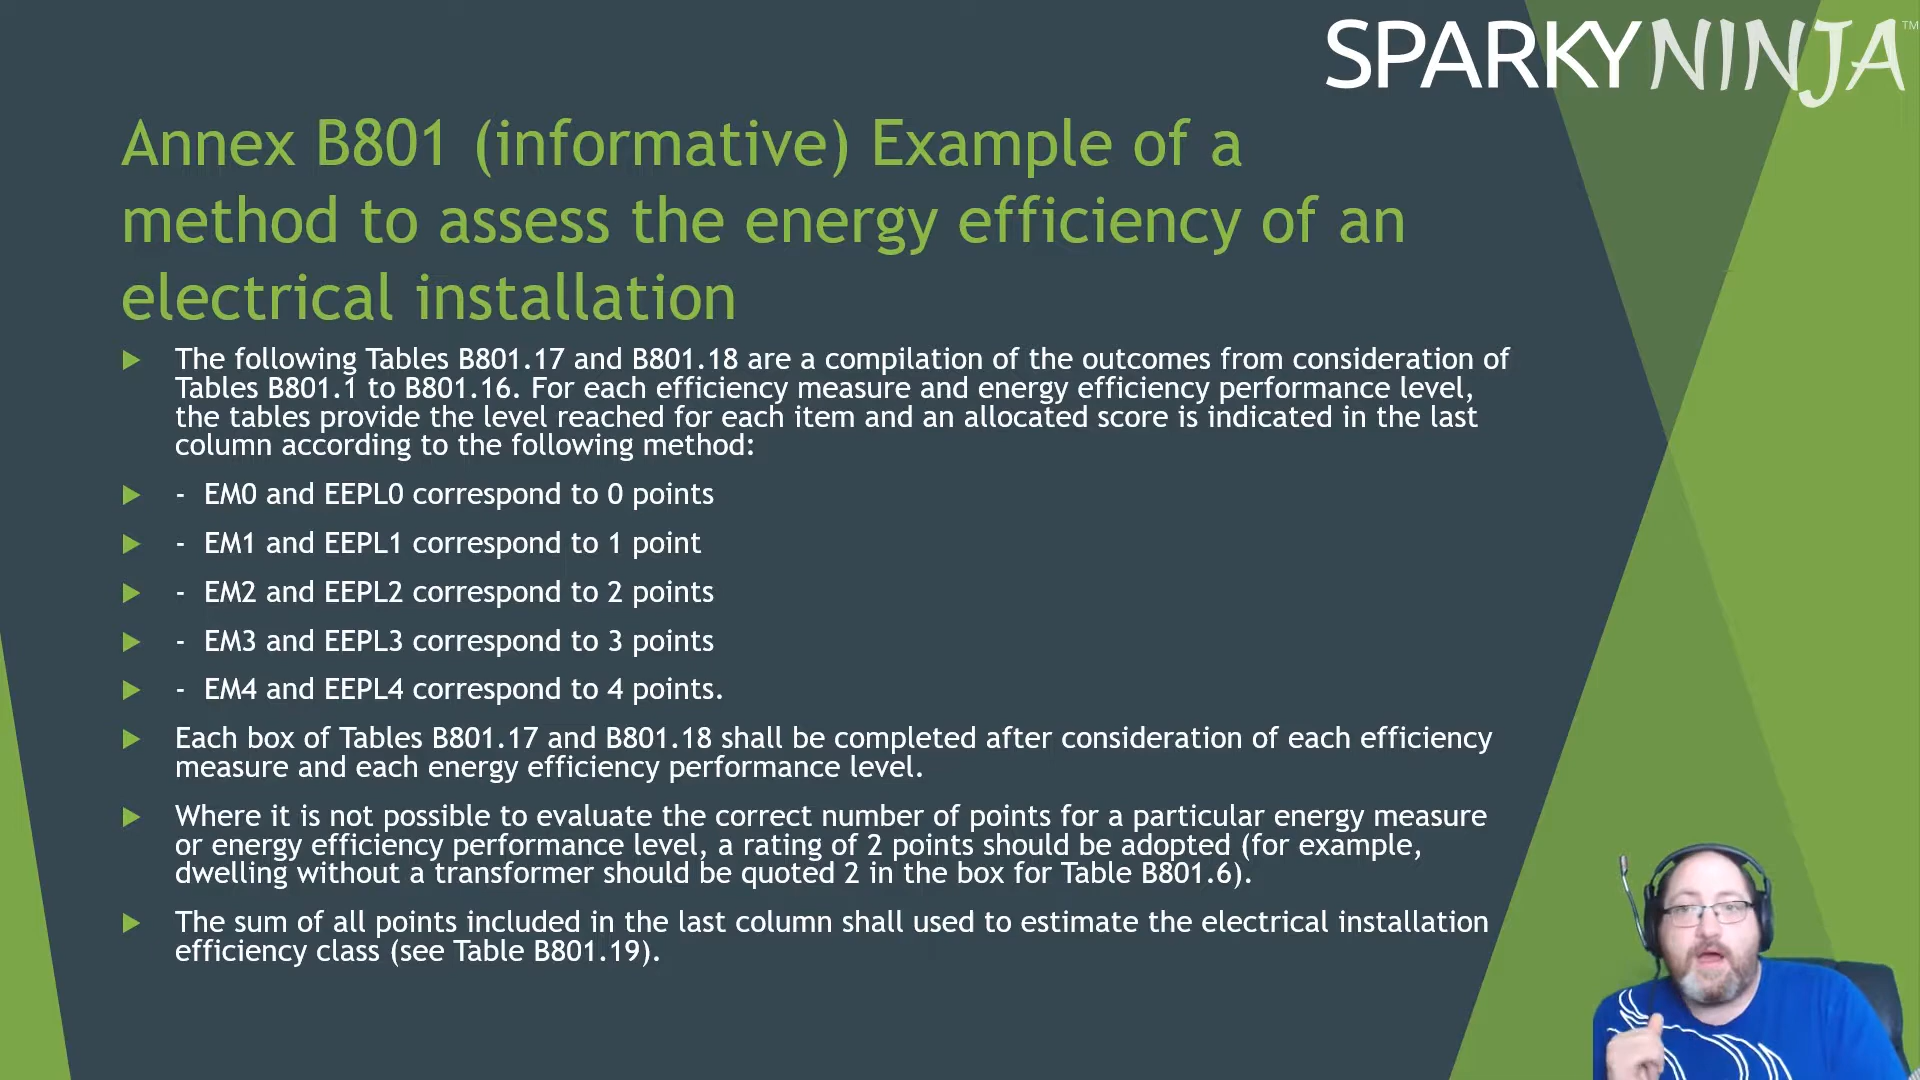 SPARKYNINJA™
Annex B801 (informative) Example of a
method to assess the energy efficiency of an
electrical installation
The following Tables B801.17 and B801.18 are a compilation of the outcomes from consideration of
Tables B801.1 to B801.16. For each efficiency measure and energy efficiency performance level,
the tables provide the level reached for each item and an allocated score is indicated in the last
column according to the following method:
- EM0 and EEPL0 correspond to 0 points
- EM1 and EEPL1 correspond to 1 point
- EM2 and EEPL2 correspond to 2 points
- EM3 and EEPL3 correspond to 3 points
- EM4 and EEPL4 correspond to 4 points.
Each box of Tables B801.17 and B801.18 shall be completed after consideration of each efficiency
measure and each energy efficiency performance level.
Where it is not possible to evaluate the correct number of points for a particular energy measure
or energy efficiency performance level, a rating of 2 points should be adopted (for example,
dwelling without a transformer should be quoted 2 in the box for Table B801.6).
The sum of all points included in the last column shall used to estimate the electrical installation
efficiency class (see Table B801.19).